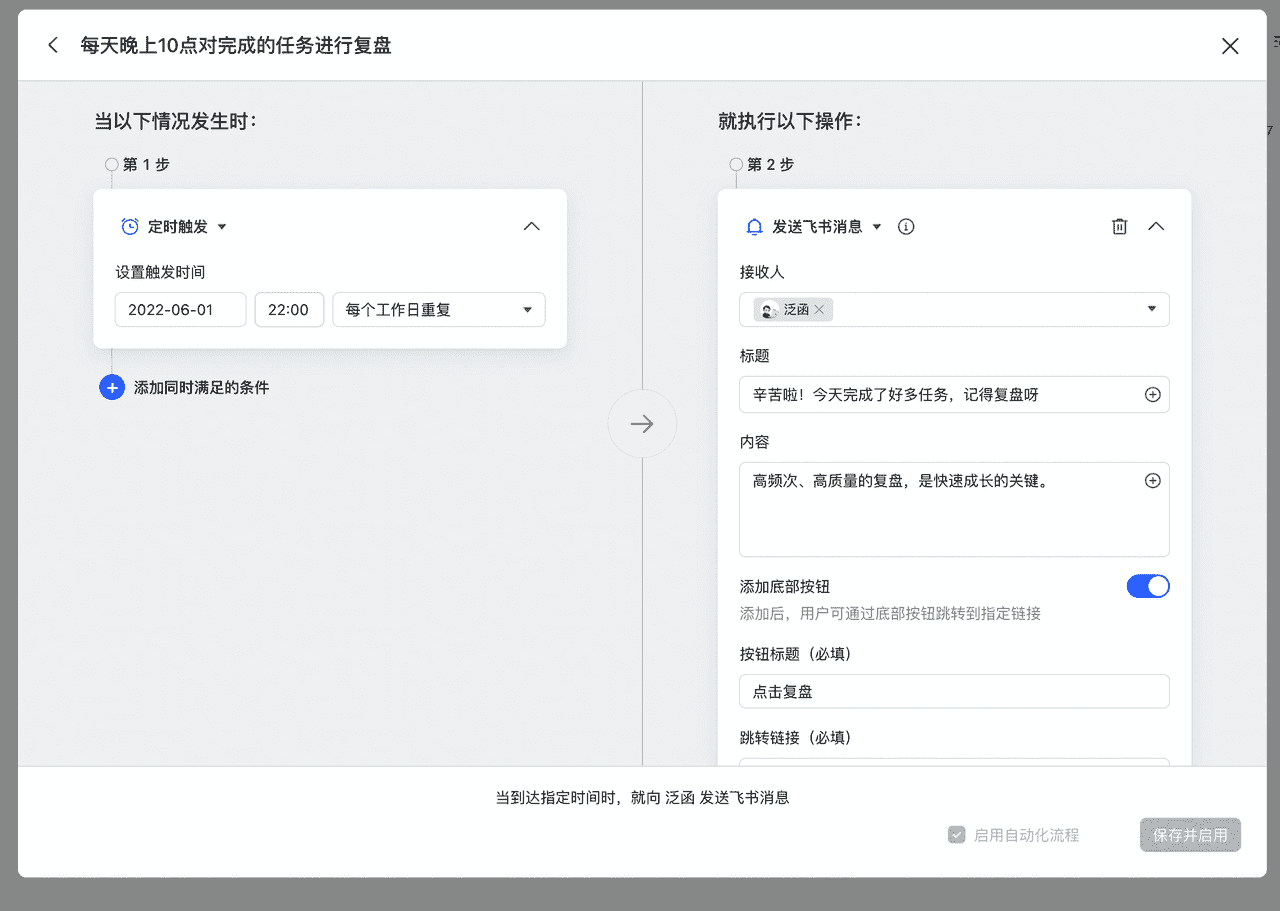 每天晚上10点对完成的任务进行复盘
当以下情况发生时：
第 1 步
定时触发
设置触发时间
2022-06-01
22:00
每个工作日重复
添加同时满足的条件
就执行以下操作：
第 2 步
发送飞书消息
接收人
泛函
标题
辛苦啦！今天完成了好多任务，记得复盘呀
内容
高频次、高质量的复盘，是快速成长的关键。
添加底部按钮
添加后，用户可通过底部按钮跳转到指定链接
按钮标题（必填）
点击复盘
跳转链接（必填）
当到达指定时间时，就向 泛函 发送飞书消息
启用自动化流程
保存并启用